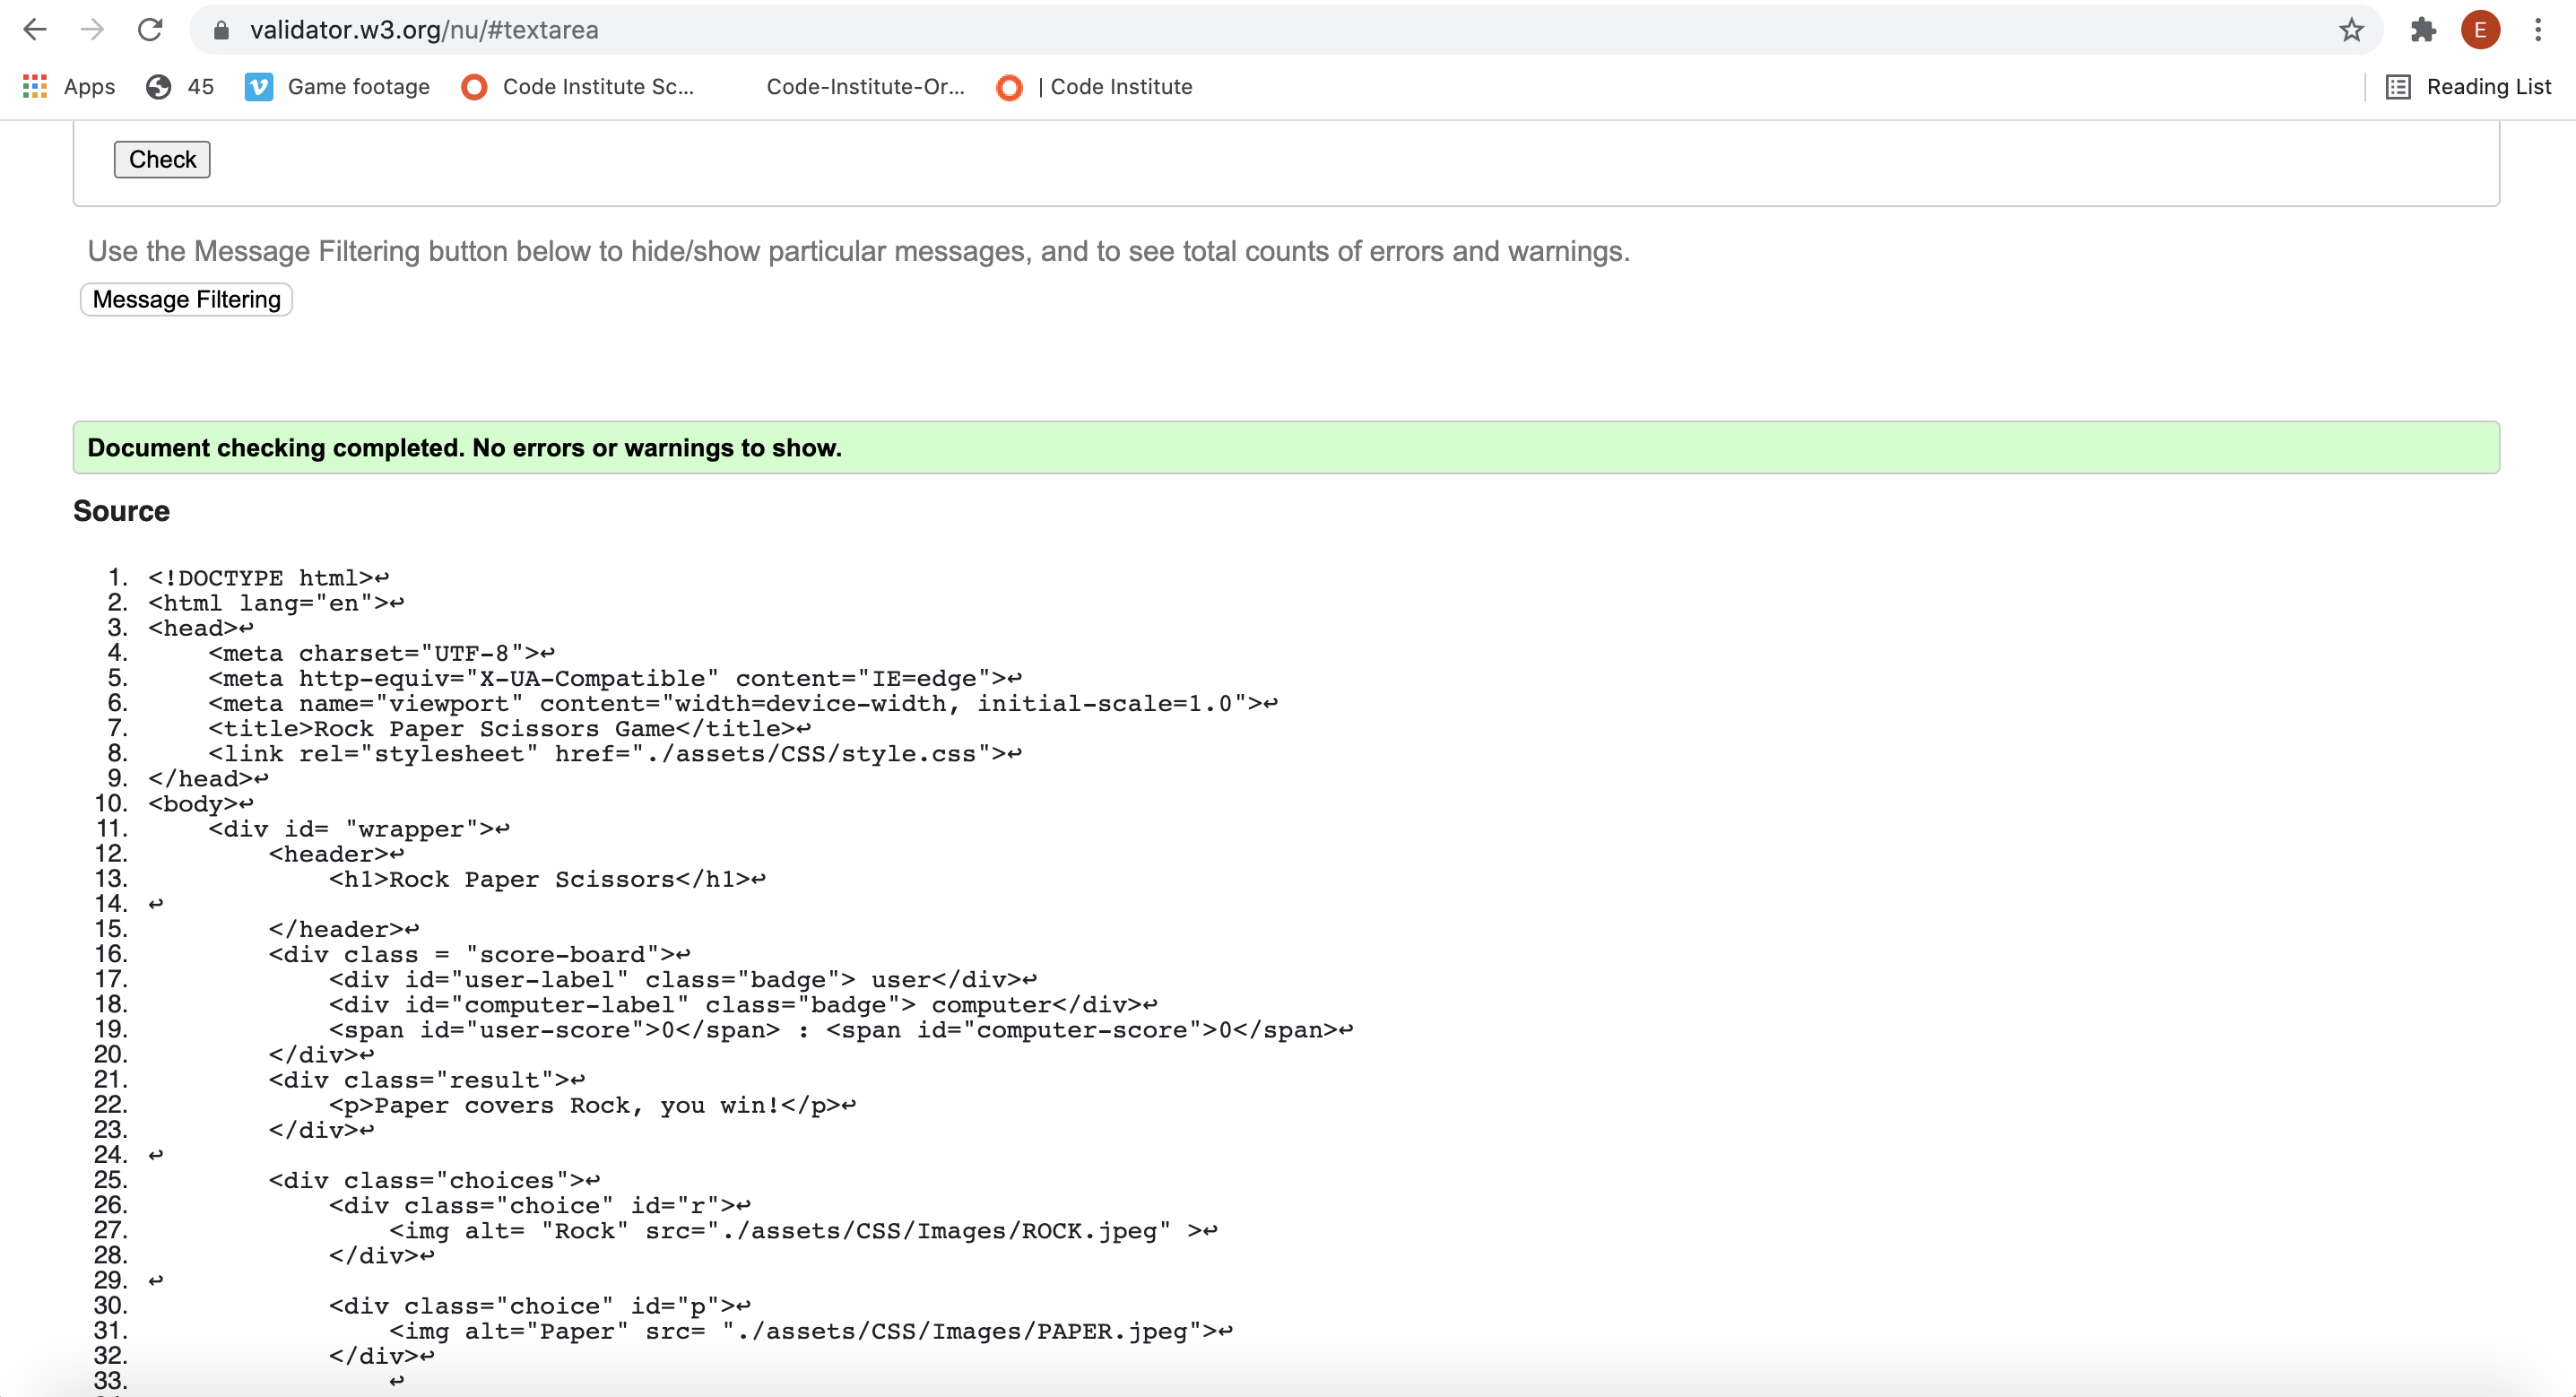 validator.w3.org/nu/#textarea
E
Apps 45 Game footage Code Institute Sc... Code-Institute-Or... | Code Institute Reading List
Check
Use the Message Filtering button below to hide/show particular messages, and to see total counts of errors and warnings.
Message Filtering
Document checking completed. No errors or warnings to show.
Source
1. <!DOCTYPE html>↩
2. <html lang="en">↩
3. <head>↩
4.     <meta charset="UTF-8">↩
5.     <meta http-equiv="X-UA-Compatible" content="IE=edge">↩
6.     <meta name="viewport" content="width=device-width, initial-scale=1.0">↩
7.     <title>Rock Paper Scissors Game</title>↩
8.     <link rel="stylesheet" href="./assets/CSS/style.css">↩
9. </head>↩
10. <body>↩
11.     <div id= "wrapper">↩
12.         <header>↩
13.             <h1>Rock Paper Scissors</h1>↩
14. ↩
15.         </header>↩
16.         <div class = "score-board">↩
17.             <div id="user-label" class="badge"> user</div>↩
18.             <div id="computer-label" class="badge"> computer</div>↩
19.             <span id="user-score">0</span> : <span id="computer-score">0</span>↩
20.         </div>↩
21.         <div class="result">↩
22.             <p>Paper covers Rock, you win!</p>↩
23.         </div>↩
24. ↩
25.         <div class="choices">↩
26.             <div class="choice" id="r">↩
27.                 <img alt= "Rock" src="./assets/CSS/Images/ROCK.jpeg" >↩
28.             </div>↩
29. ↩
30.             <div class="choice" id="p">↩
31.                 <img alt="Paper" src= "./assets/CSS/Images/PAPER.jpeg">↩
32.             </div>↩
33.                 ↩